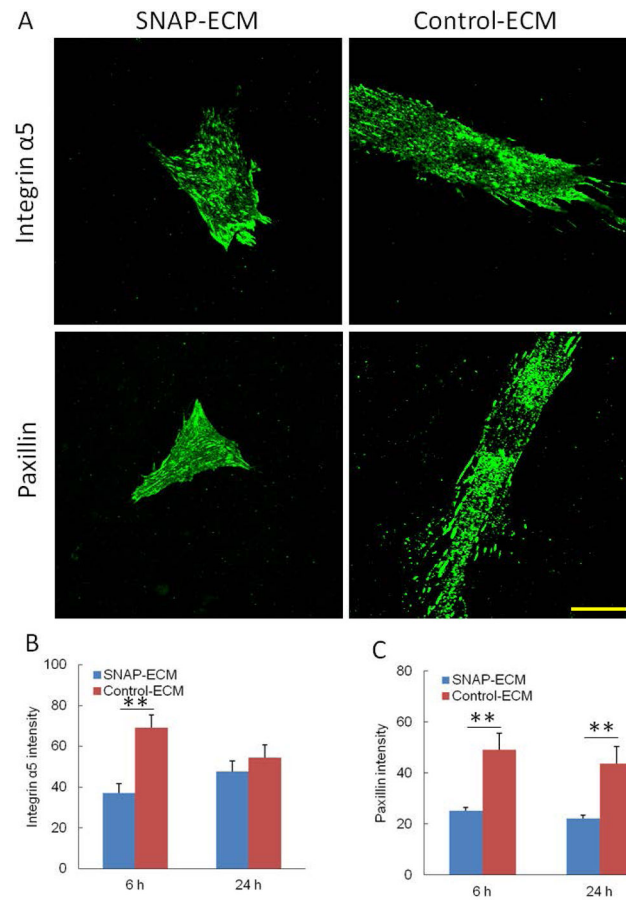 A
SNAP-ECM
Control-ECM
Integrin α5
Paxillin
B
100
80
60
40
20
0
Integrin α5 intensity
SNAP-ECM
Control-ECM
**
6 h
24 h
C
80
60
40
20
0
Paxillin intensity
SNAP-ECM
Control-ECM
**
**
6 h
24 h